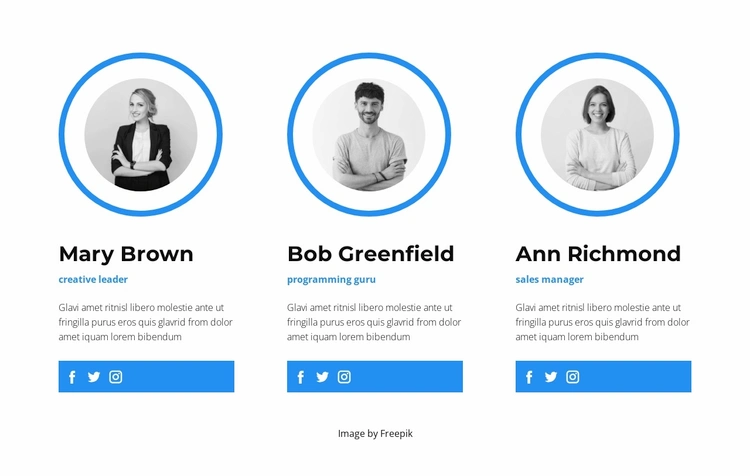 Mary Brown
creative leader
Glavi amet ritnisl libero molestie ante ut
fringilla purus eros quis glavrid from dolor
amet iquam lorem bibendum
Bob Greenfield
programming guru
Glavi amet ritnisl libero molestie ante ut
fringilla purus eros quis glavrid from dolor
amet iquam lorem bibendum
Ann Richmond
sales manager
Glavi amet ritnisl libero molestie ante ut
fringilla purus eros quis glavrid from dolor
amet iquam lorem bibendum
Image by Freepik